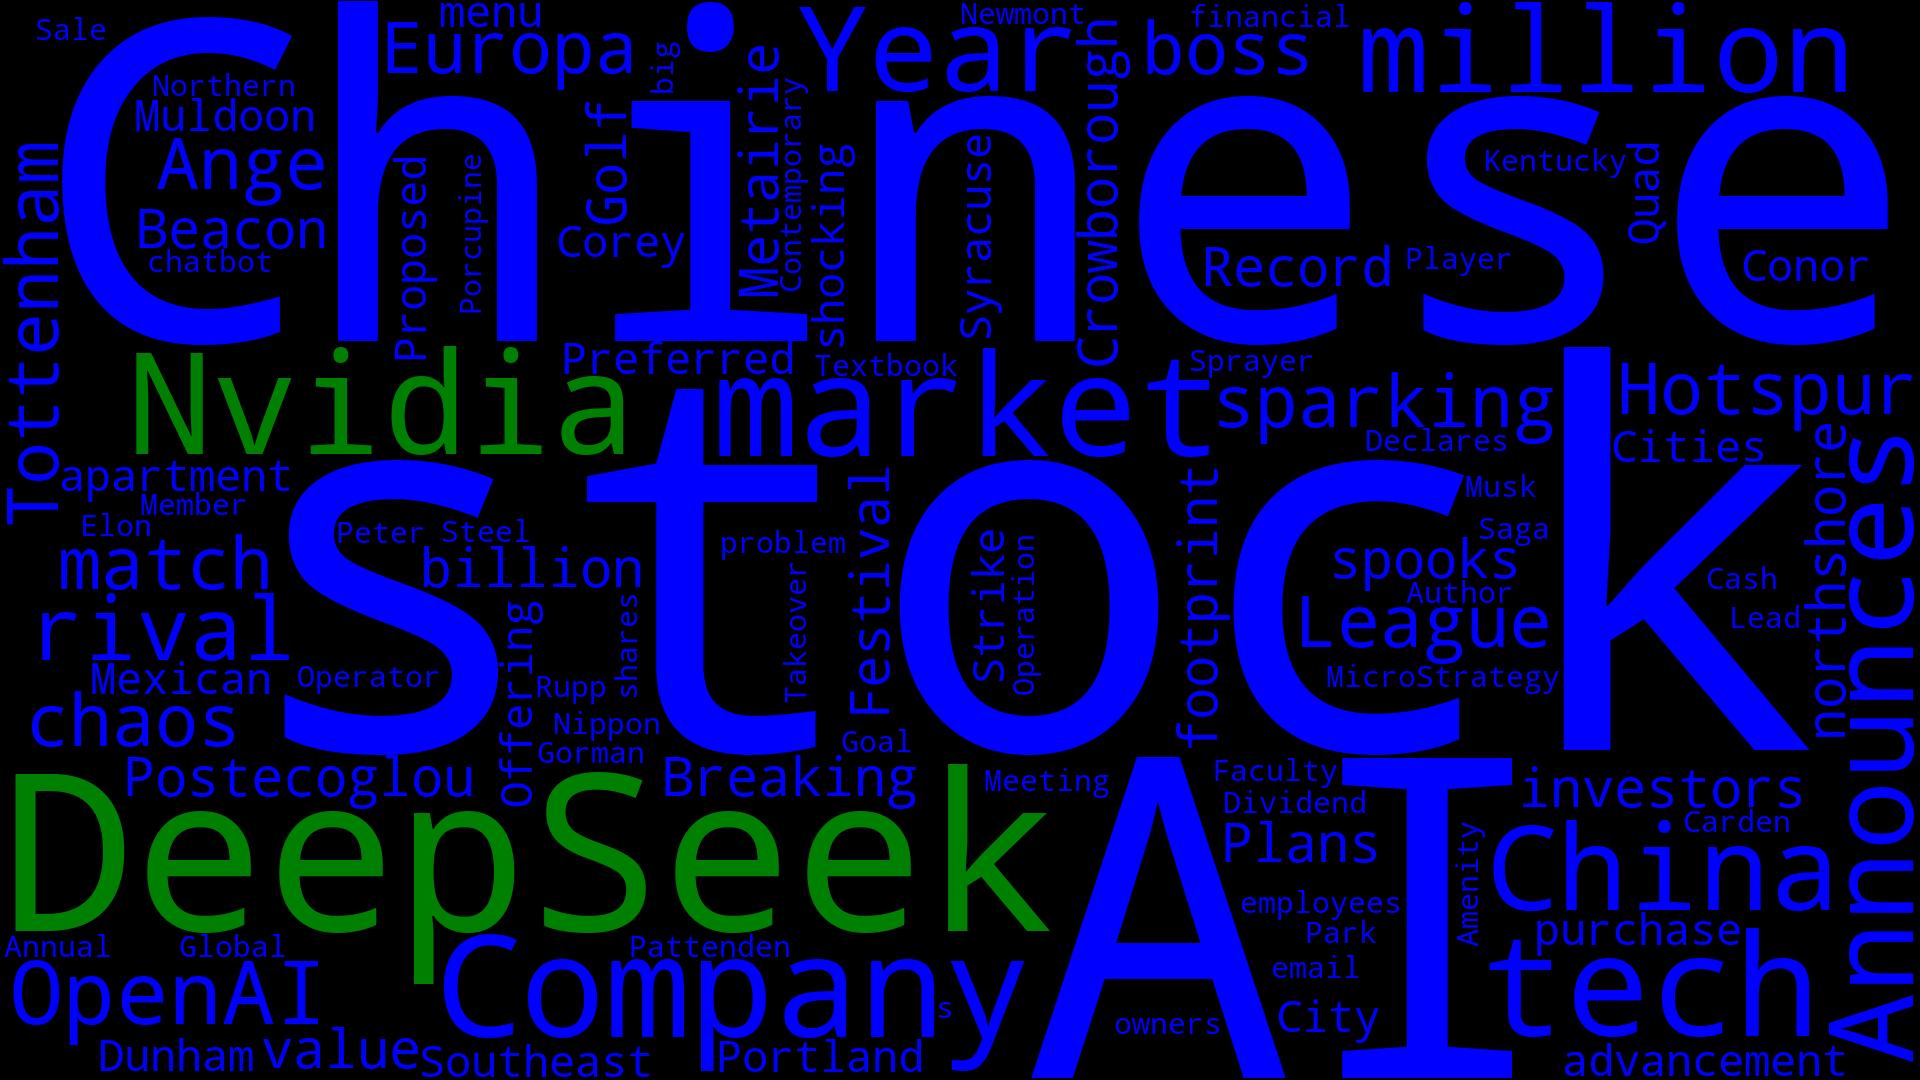 Sale
menu
Europa
big
Year
Newmont
financial
boss
million
Chinese
Northern
Muldoon
Ange
Beacon
chatbot
Tottenham
Proposed
Porcupine
Golf
Corey
Metairie
Contemporary
shocking
Syracuse
Crowborough
Record
Player
Kentucky
Quad
Conor
Nvidia
Preferred
Textbook
market
Sprayer
sparking
Declares
Hotspur
Cities
apartment
Member
Elon
match
rival
Mexican
chaos
stock
Peter Steel
billion
Operator
Offering
Rupp
shares
Nippon
Gorman
problem
Takeover
Festival
Goal
Strike
Operation
footprint
Musk
Saga
spooks
Author
League
MicroStrategy
Cash
Lead
northshore
Announces
Postecoglou
Breaking
Meeting
Faculty
Dividend
Plans
investors
Carden
DeepSeek
AI
China
Amenity
employees
Park
email
City
owners
purchase
tech
advancement
Annual
Global
Pattenden
OpenAI
Company
s
Dunham
value
Southeast
Portland